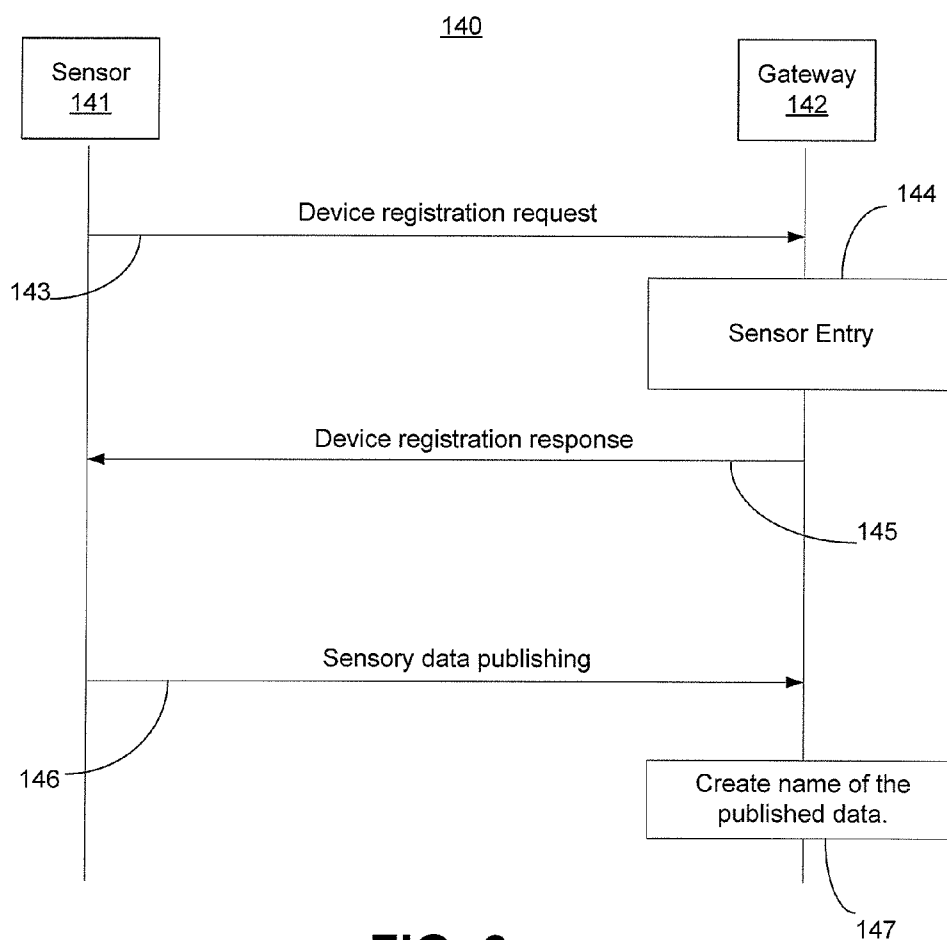 140
Sensor
141
Gateway
142
144
Device registration request
143
Sensor Entry
Device registration response
145
Sensory data publishing
146
Create name of the
published data.
147
FIG.